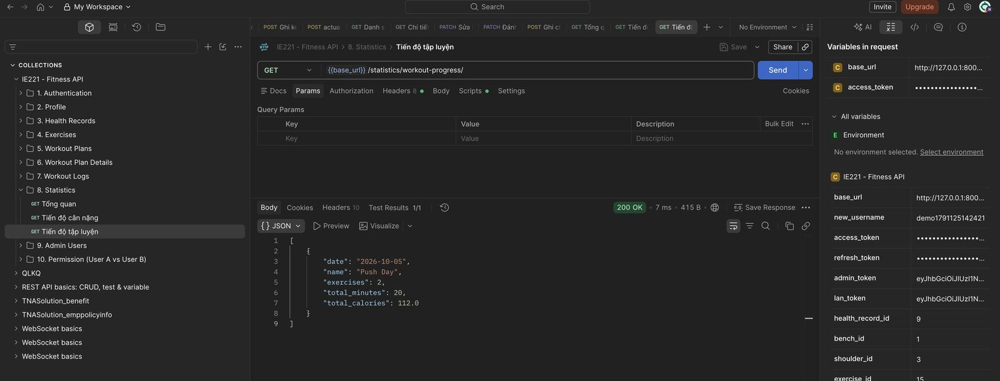 My Workspace
Search
Invite
Upgrade
COLLECTIONS
IE221 - Fitness API
1. Authentication
2. Profile
3. Health Records
4. Exercises
5. Workout Plans
6. Workout Plan Details
7. Workout Logs
8. Statistics
GET Tổng quan
GET Tiến độ cân nặng
GET Tiến độ tập luyện
9. Admin Users
10. Permission (User A vs User B)
QLKQ
REST API basics: CRUD, test & variable
TNASolution_benefit
TNASolution_emppolicyinfo
WebSocket basics
WebSocket basics
WebSocket basics
POST Ghi k POST actua GET Danh s GET Chi tiế PATCH Sửa PATCH Đán POST Ghi c GET Tổng q GET Tiến đ GET Tiến đ No Environment
HTTP IE221 - Fitness API > 8. Statistics > Tiến độ tập luyện Save Share
GET {{base_url}} /statistics/workout-progress/ Send
Docs Params Authorization Headers 8 Body Scripts Settings Cookies
Query Params
Key Value Description Bulk Edit
Key Value Description
Body Cookies Headers 10 Test Results 1/1 200 OK • 7 ms • 415 B • e.g. Save Response
{} JSON Preview Visualize
1 [
2 {
3 "date": "2026-10-05",
4 "name": "Push Day",
5 "exercises": 2,
6 "total_minutes": 20,
7 "total_calories": 112.0
8 }
9 ]
AI
Variables in request
C base_url http://127.0.0.1:800...
C access_token ••••••••••••••••...
All variables
E Environment
No environment selected. Select environment
C IE221 - Fitness API
base_url http://127.0.0.1:800...
new_username demo1791125142421
access_token ••••••••••••••••...
refresh_token ••••••••••••••••...
admin_token eyJhbGciOiJIUzI1N...
lan_token eyJhbGciOiJIUzI1N...
health_record_id 9
bench_id 1
shoulder_id 3
exercise_id 15